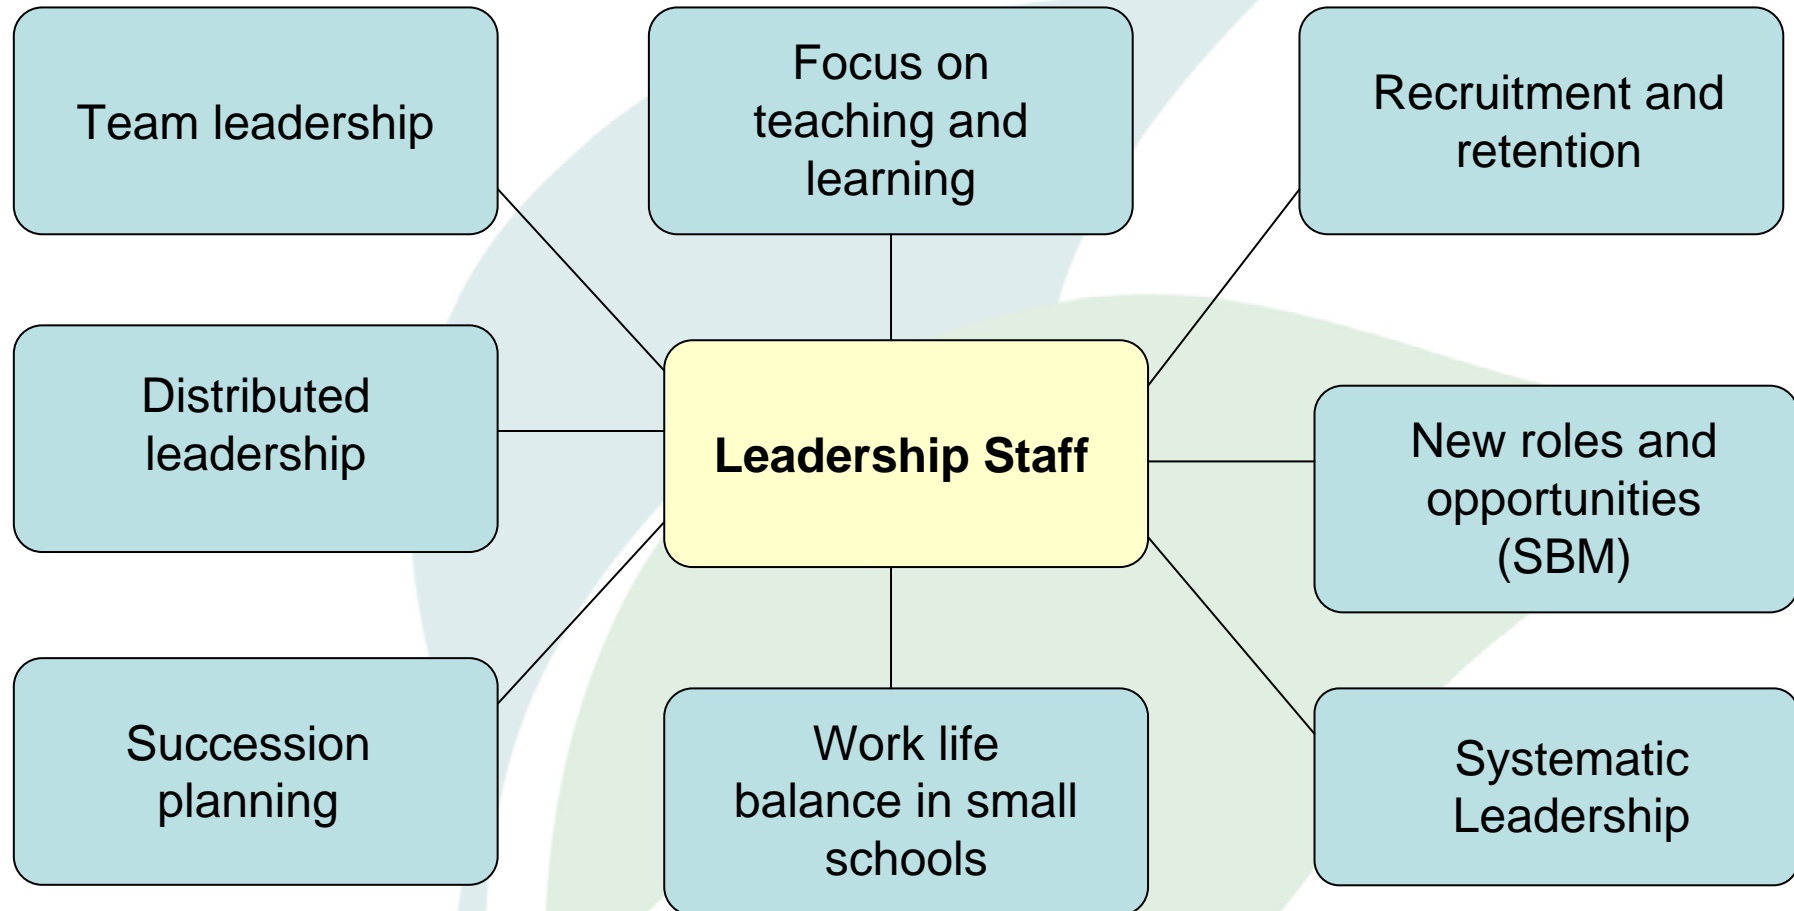 Team leadership
Focus on
teaching and
learning
Recruitment and
retention
Distributed
leadership
Leadership Staff
New roles and
opportunities
(SBM)
Succession
planning
Work life
balance in small
schools
Systematic
Leadership